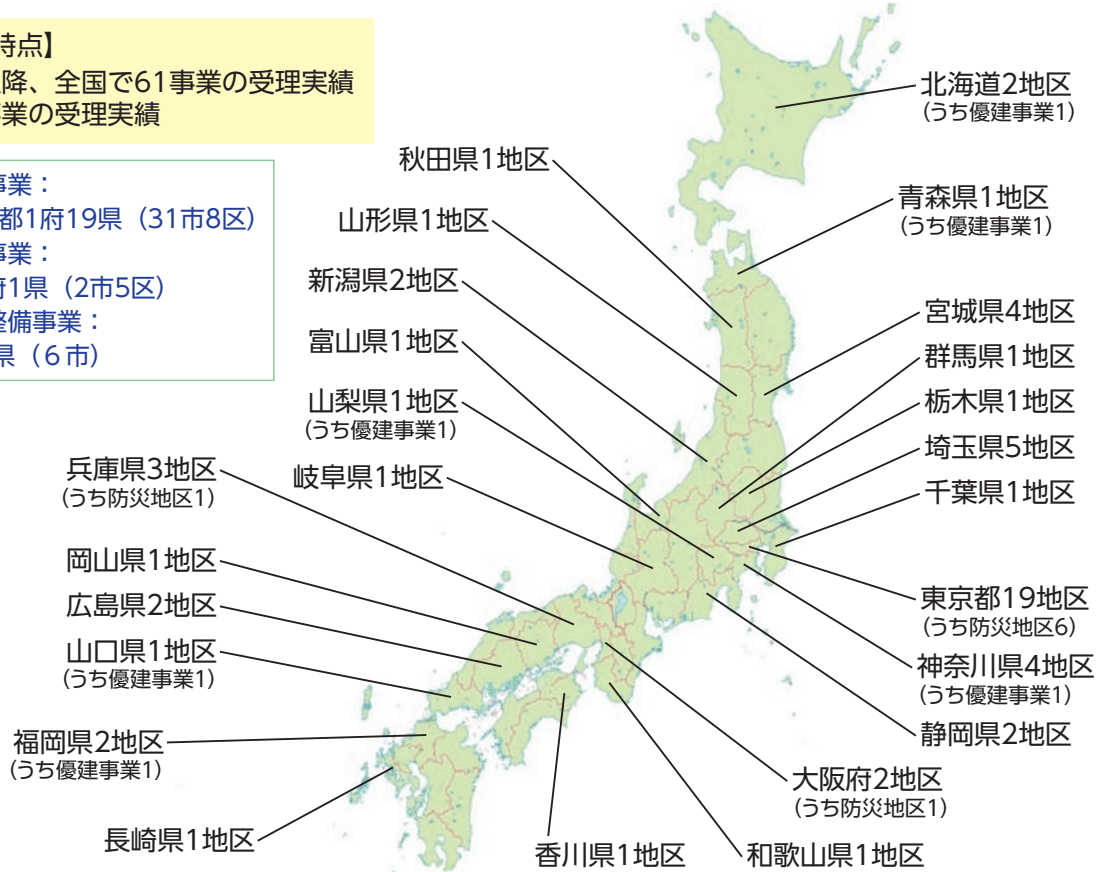 時点】
降、全国で61事業の受理実績
業の受理実績
事業：
都1府19県（31市8区）
事業：
府1県（2市5区）
整備事業：
県（６市）
北海道2地区
（うち優建事業1）
秋田県1地区
青森県1地区
（うち優建事業1）
山形県1地区
新潟県2地区
宮城県4地区
富山県1地区
群馬県1地区
山梨県1地区
（うち優建事業1）
栃木県1地区
埼玉県5地区
兵庫県3地区
（うち防災地区1）
岐阜県1地区
千葉県1地区
岡山県1地区
東京都19地区
（うち防災地区6）
広島県2地区
山口県1地区
（うち優建事業1）
神奈川県4地区
（うち優建事業1）
静岡県2地区
福岡県2地区
（うち優建事業1）
大阪府2地区
（うち防災地区1）
長崎県1地区
香川県1地区
和歌山県1地区